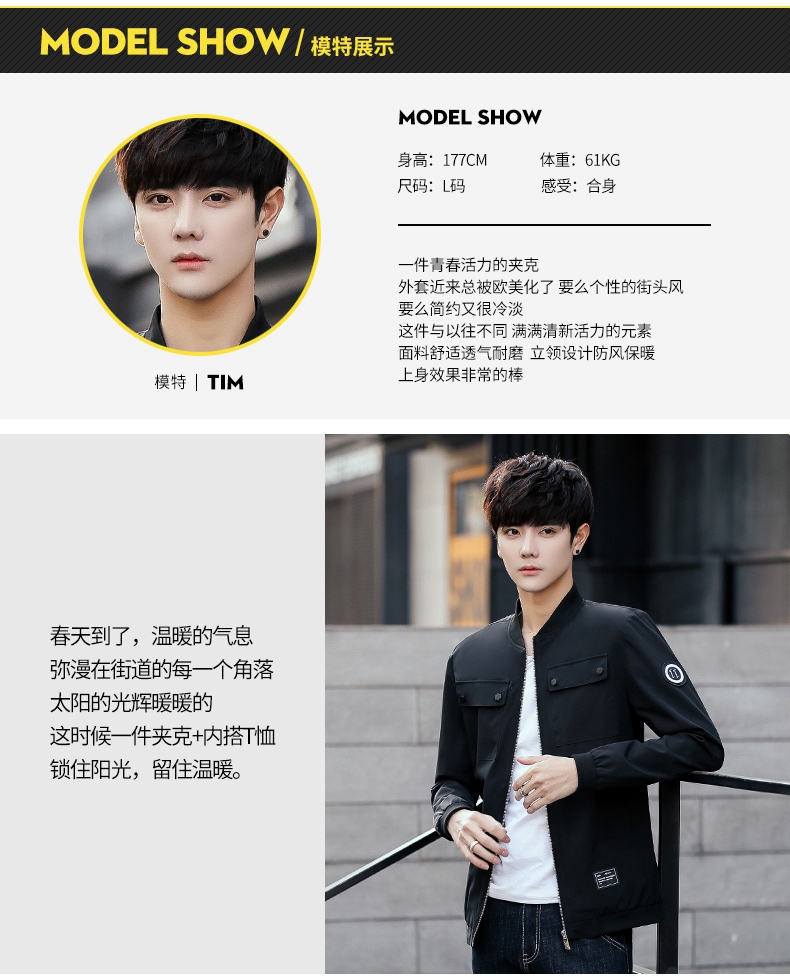 MODEL SHOW / 模特展示
MODEL SHOW
身高：177CM 体重：61KG
尺码：L码 感受：合身
一件青春活力的夹克
外套近来总被欧美化了 要么个性的街头风
要么简约又很冷淡
这件与以往不同 满满清新活力的元素
面料舒适透气耐磨 立领设计防风保暖
上身效果非常的棒
模特 | TIM
春天到了，温暖的气息
弥漫在街道的每一个角落
太阳的光辉暖暖的
这时候一件夹克+内搭T恤
锁住阳光，留住温暖。